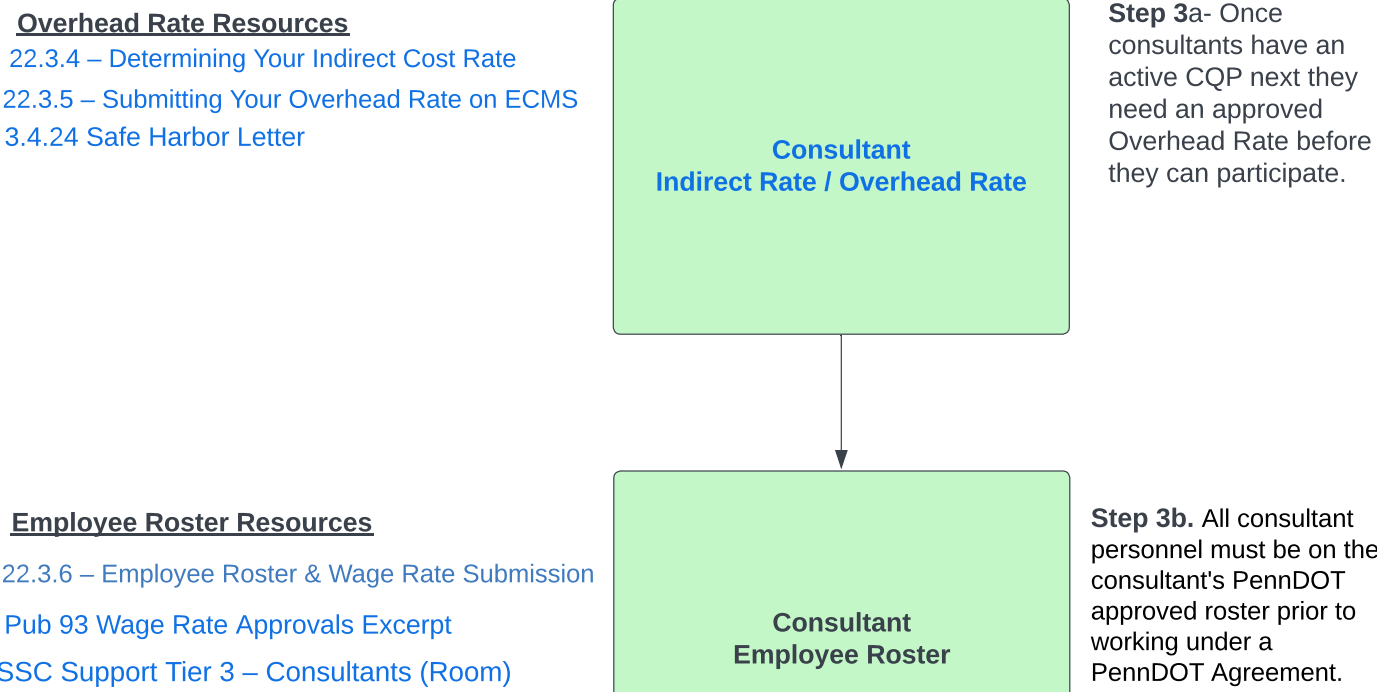 Overhead Rate Resources
22.3.4 – Determining Your Indirect Cost Rate
22.3.5 – Submitting Your Overhead Rate on ECMS
3.4.24 Safe Harbor Letter
Consultant
Indirect Rate / Overhead Rate
Step 3a- Once
consultants have an
active CQP next they
need an approved
Overhead Rate before
they can participate.
Employee Roster Resources
22.3.6 – Employee Roster & Wage Rate Submission
Pub 93 Wage Rate Approvals Excerpt
SSC Support Tier 3 – Consultants (Room)
Consultant
Employee Roster
Step 3b. All consultant
personnel must be on the
consultant's PennDOT
approved roster prior to
working under a
PennDOT Agreement.